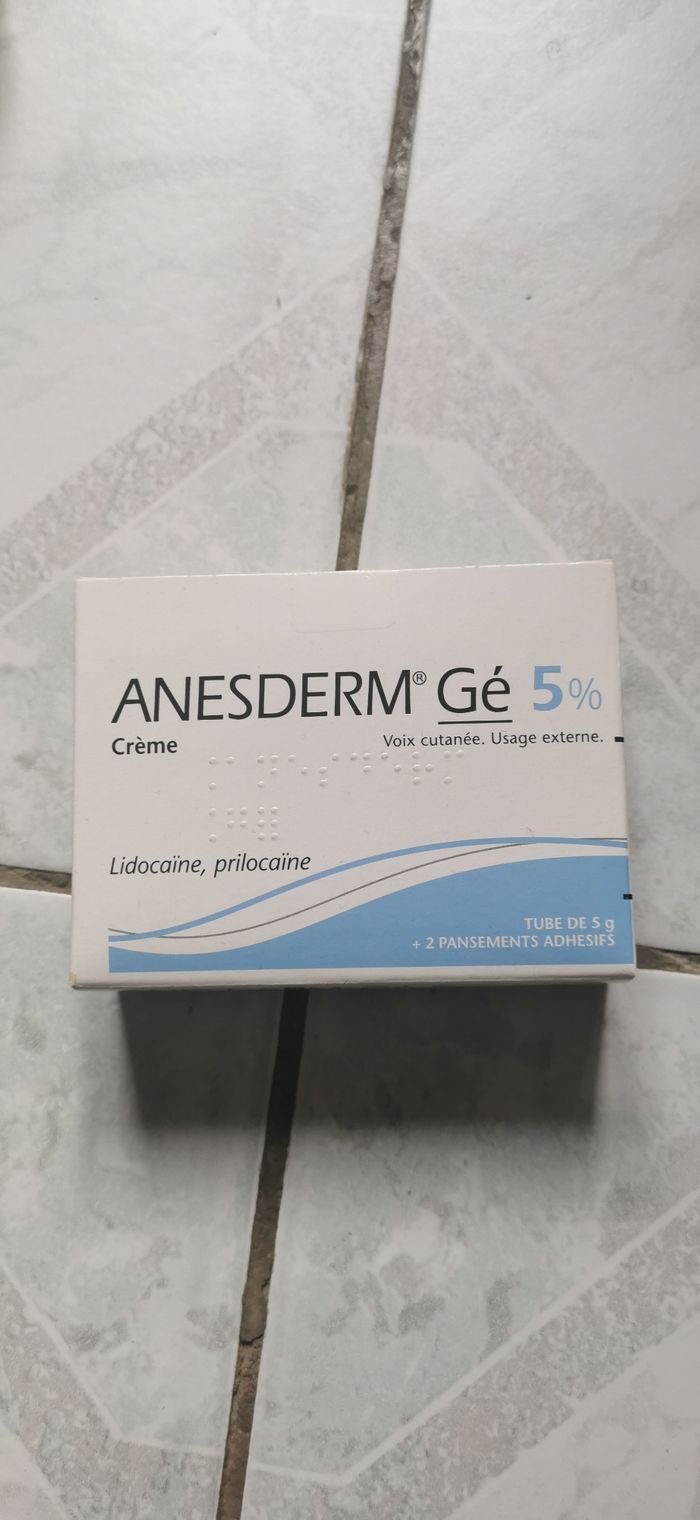 ANESDERM® Gé 5%
Crème
Voix cutanée. Usage externe.
Lidocaïne, prilocaïne
TUBE DE 5 g
+ 2 PANSEMENTS ADHESIFS